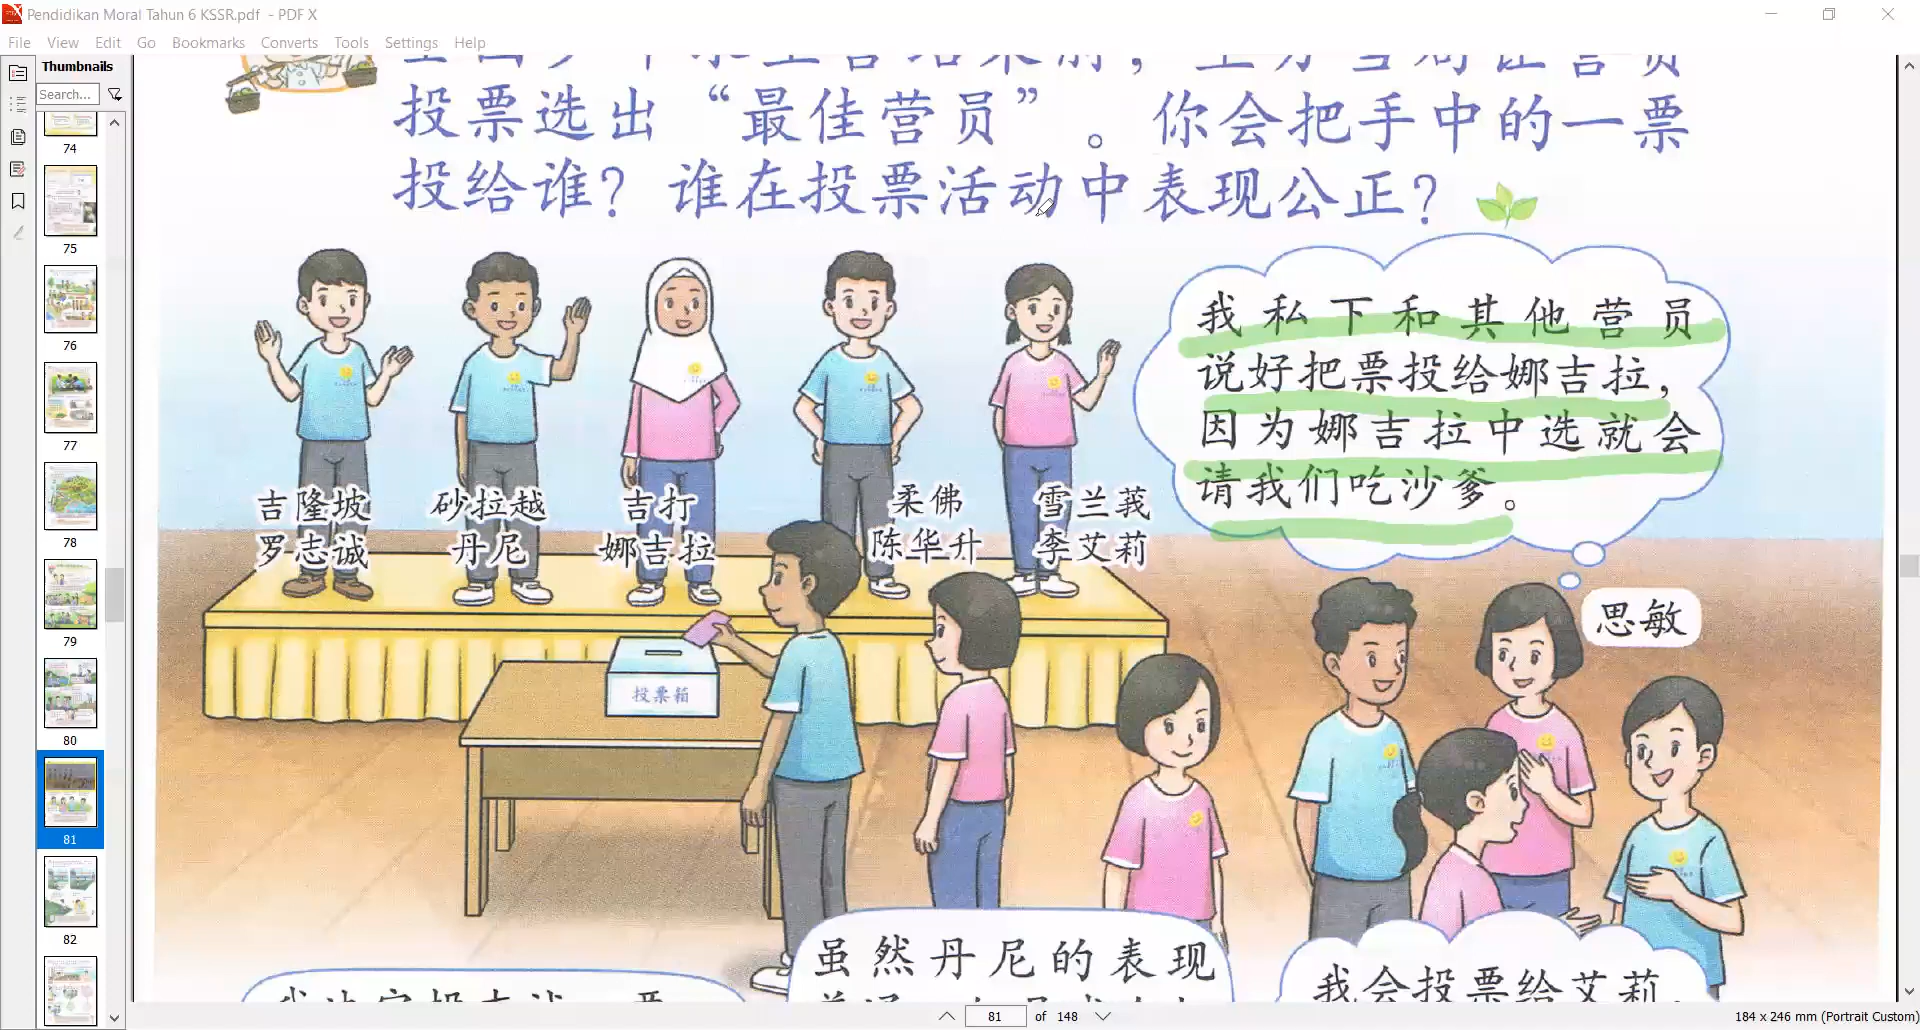 Pendidikan Moral Tahun 6 KSSR.pdf - PDF X
File View Edit Go Bookmarks Converts Tools Settings Help
Thumbnails
Search...
74
75
76
77
78
79
80
81
82
投票选出“最佳营员”。你会把手中的一票
投给谁？谁在投票活动中表现公正？
我私下和其他营员
说好把票投给娜吉拉，
因为娜吉拉中选就会
请我们吃沙爹。
吉隆坡
罗志诚
砂拉越
丹尼
吉打
娜吉拉
柔佛
陈华升
雪兰莪
李艾莉
思敏
投票箱
虽然丹尼的表现
我会投票给艾莉，
81 of 148
184 x 246 mm (Portrait Custom)